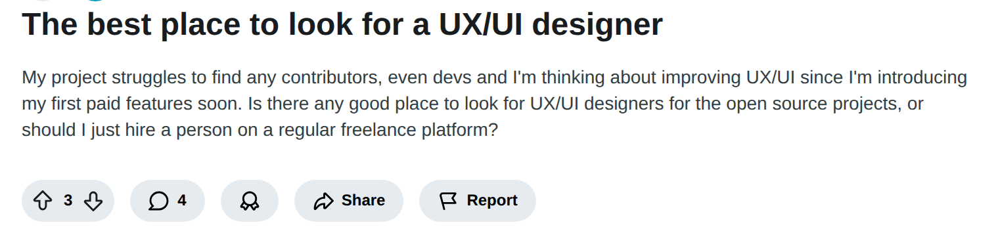 The best place to look for a UX/UI designer
My project struggles to find any contributors, even devs and I'm thinking about improving UX/UI since I'm introducing
my first paid features soon. Is there any good place to look for UX/UI designers for the open source projects, or
should I just hire a person on a regular freelance platform?
3 4 Share Report